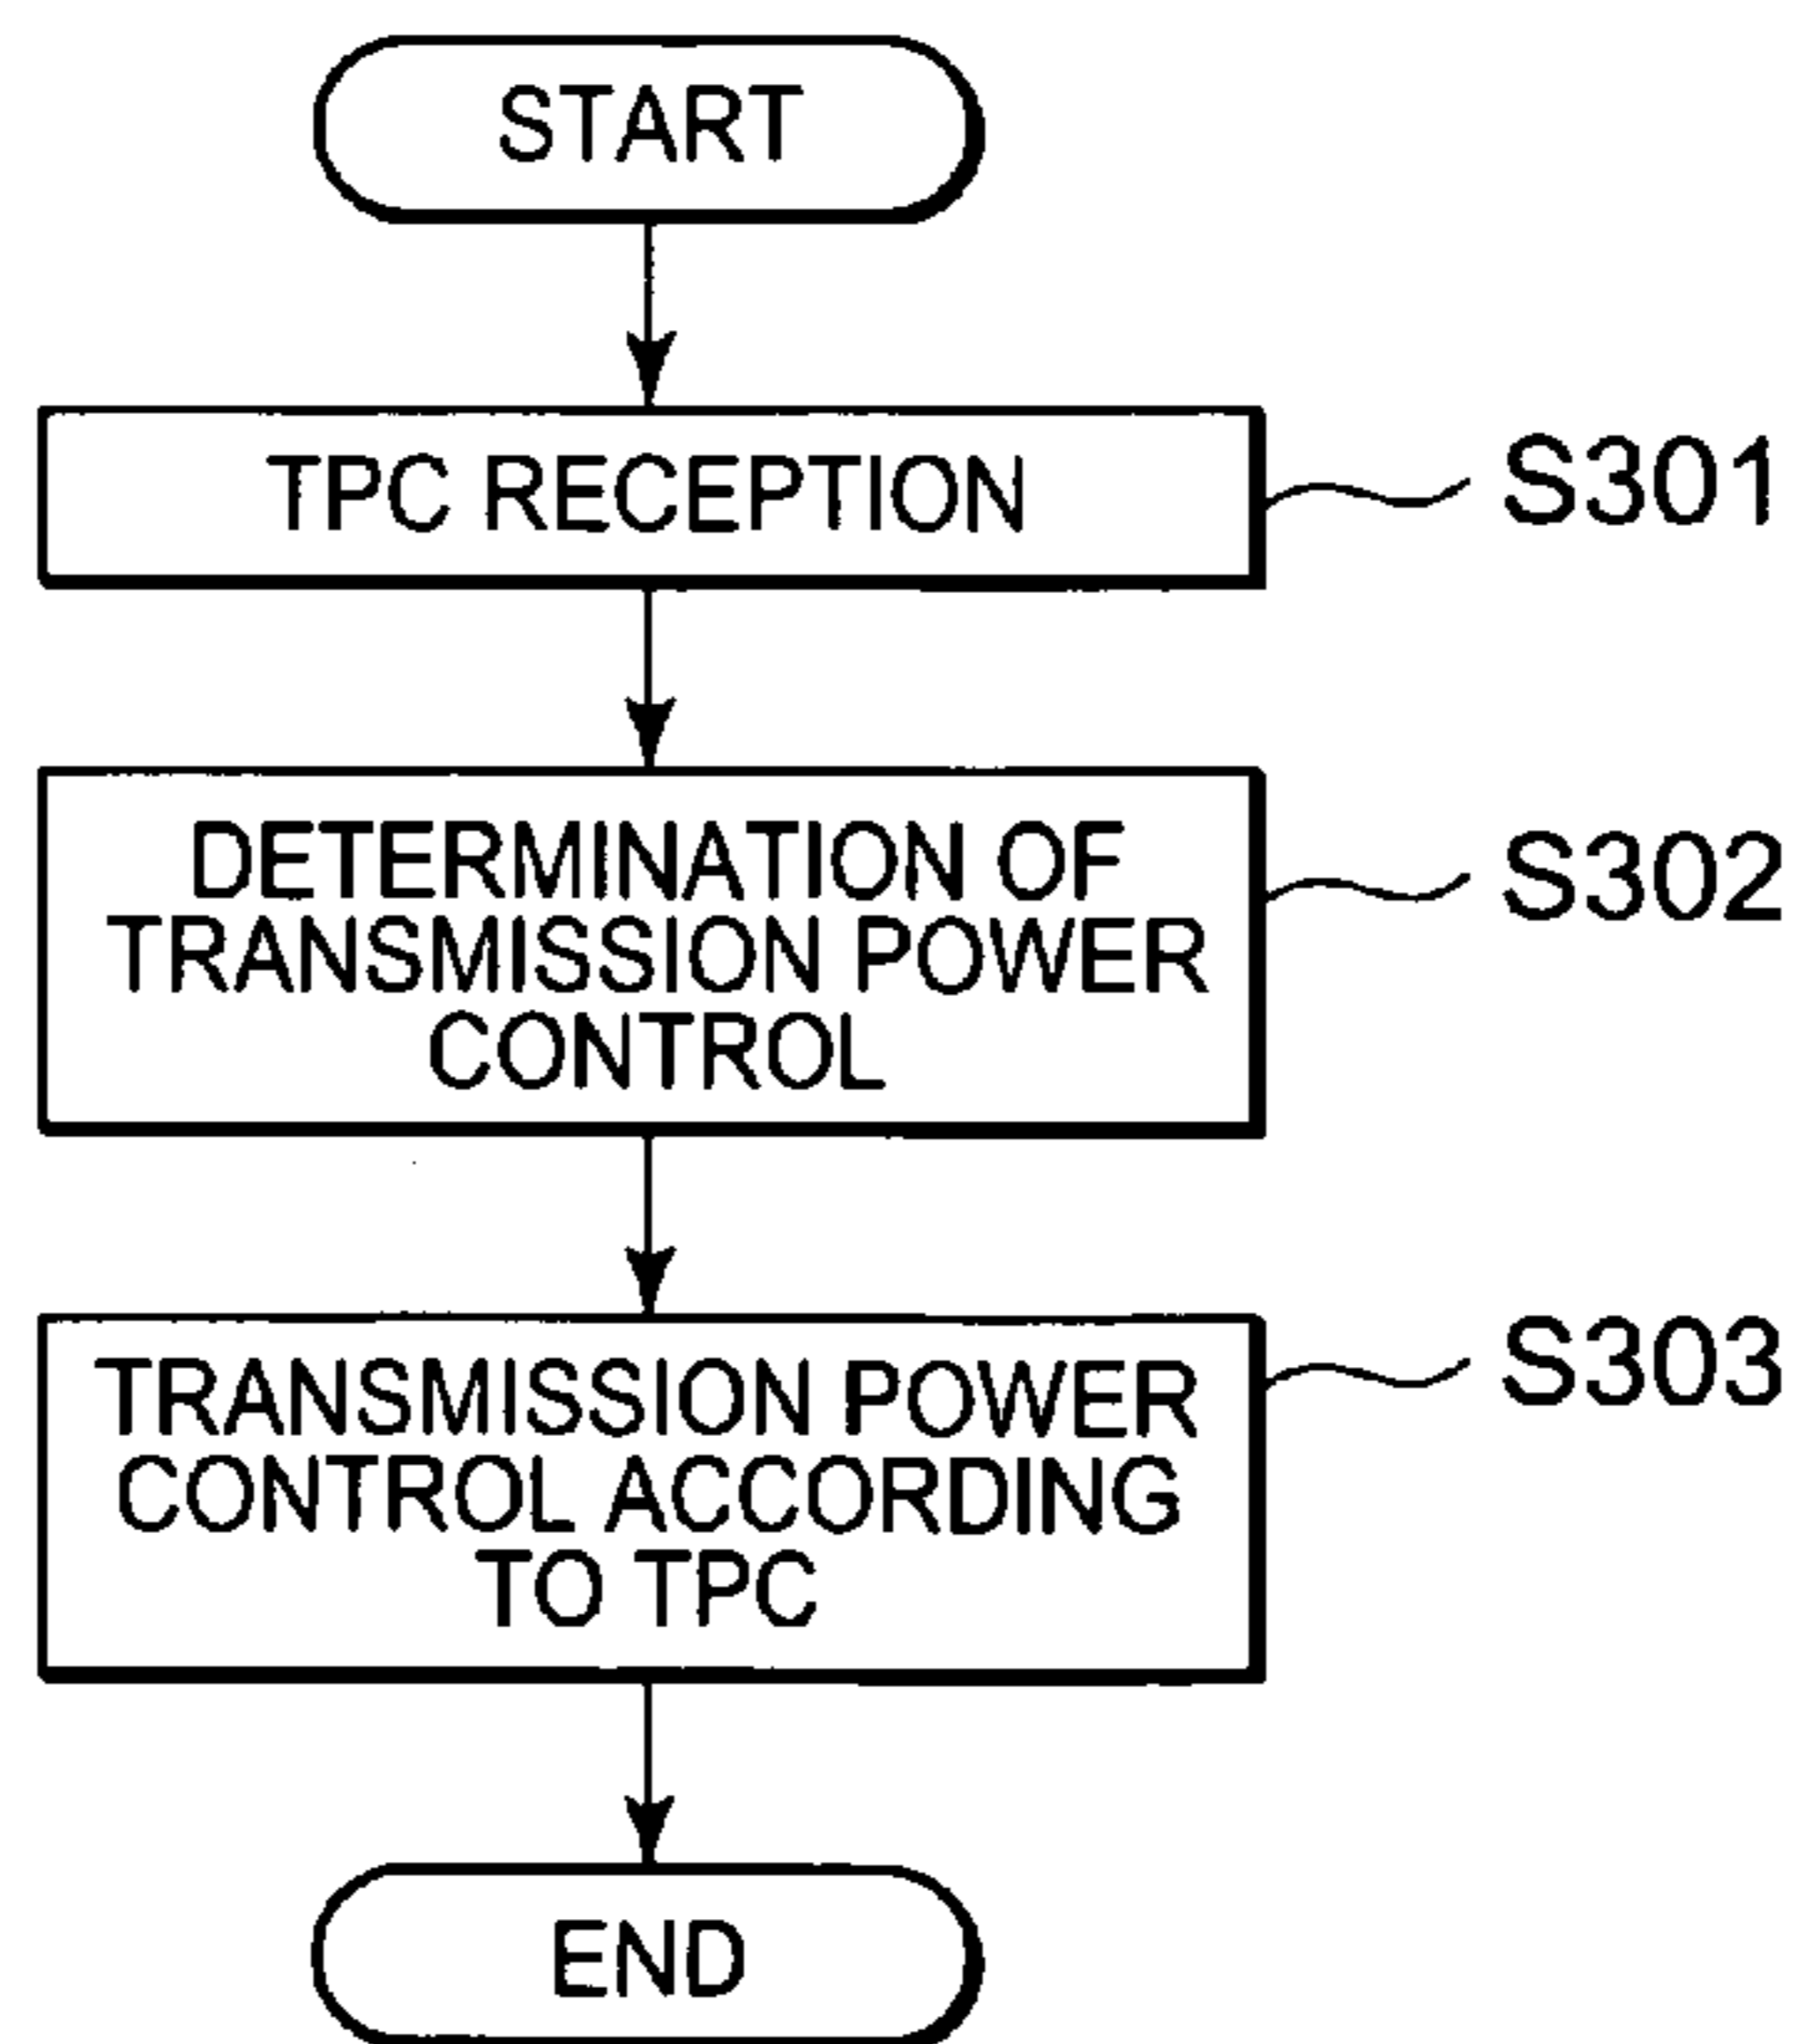 START
TPC RECEPTION
S301
DETERMINATION OF
TRANSMISSION POWER
CONTROL
S302
TRANSMISSION POWER
CONTROL ACCORDING
TO TPC
S303
END